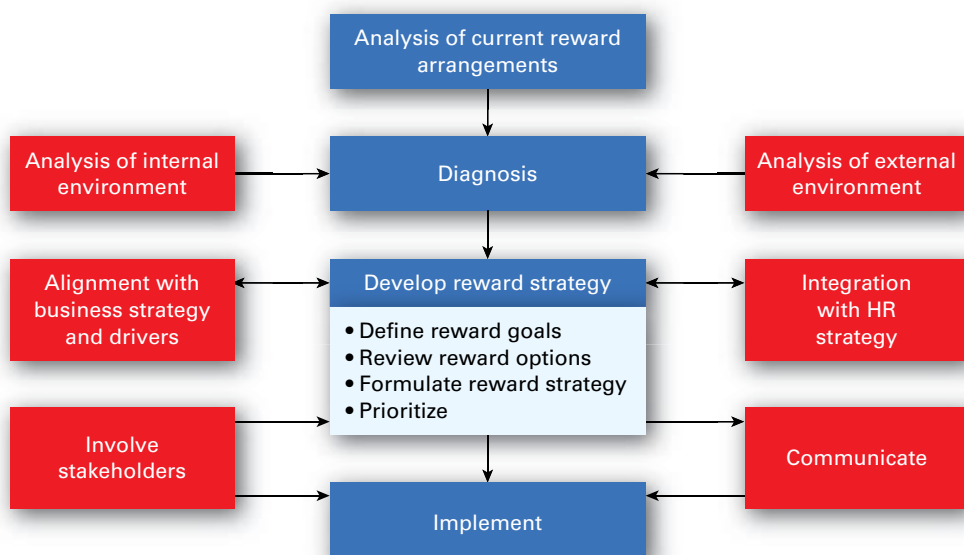 Analysis of current reward
arrangements
Analysis of internal
environment
Diagnosis
Analysis of external
environment
Alignment with
business strategy
and drivers
Develop reward strategy
• Define reward goals
• Review reward options
• Formulate reward strategy
• Prioritize
Integration
with HR
strategy
Involve
stakeholders
Communicate
Implement